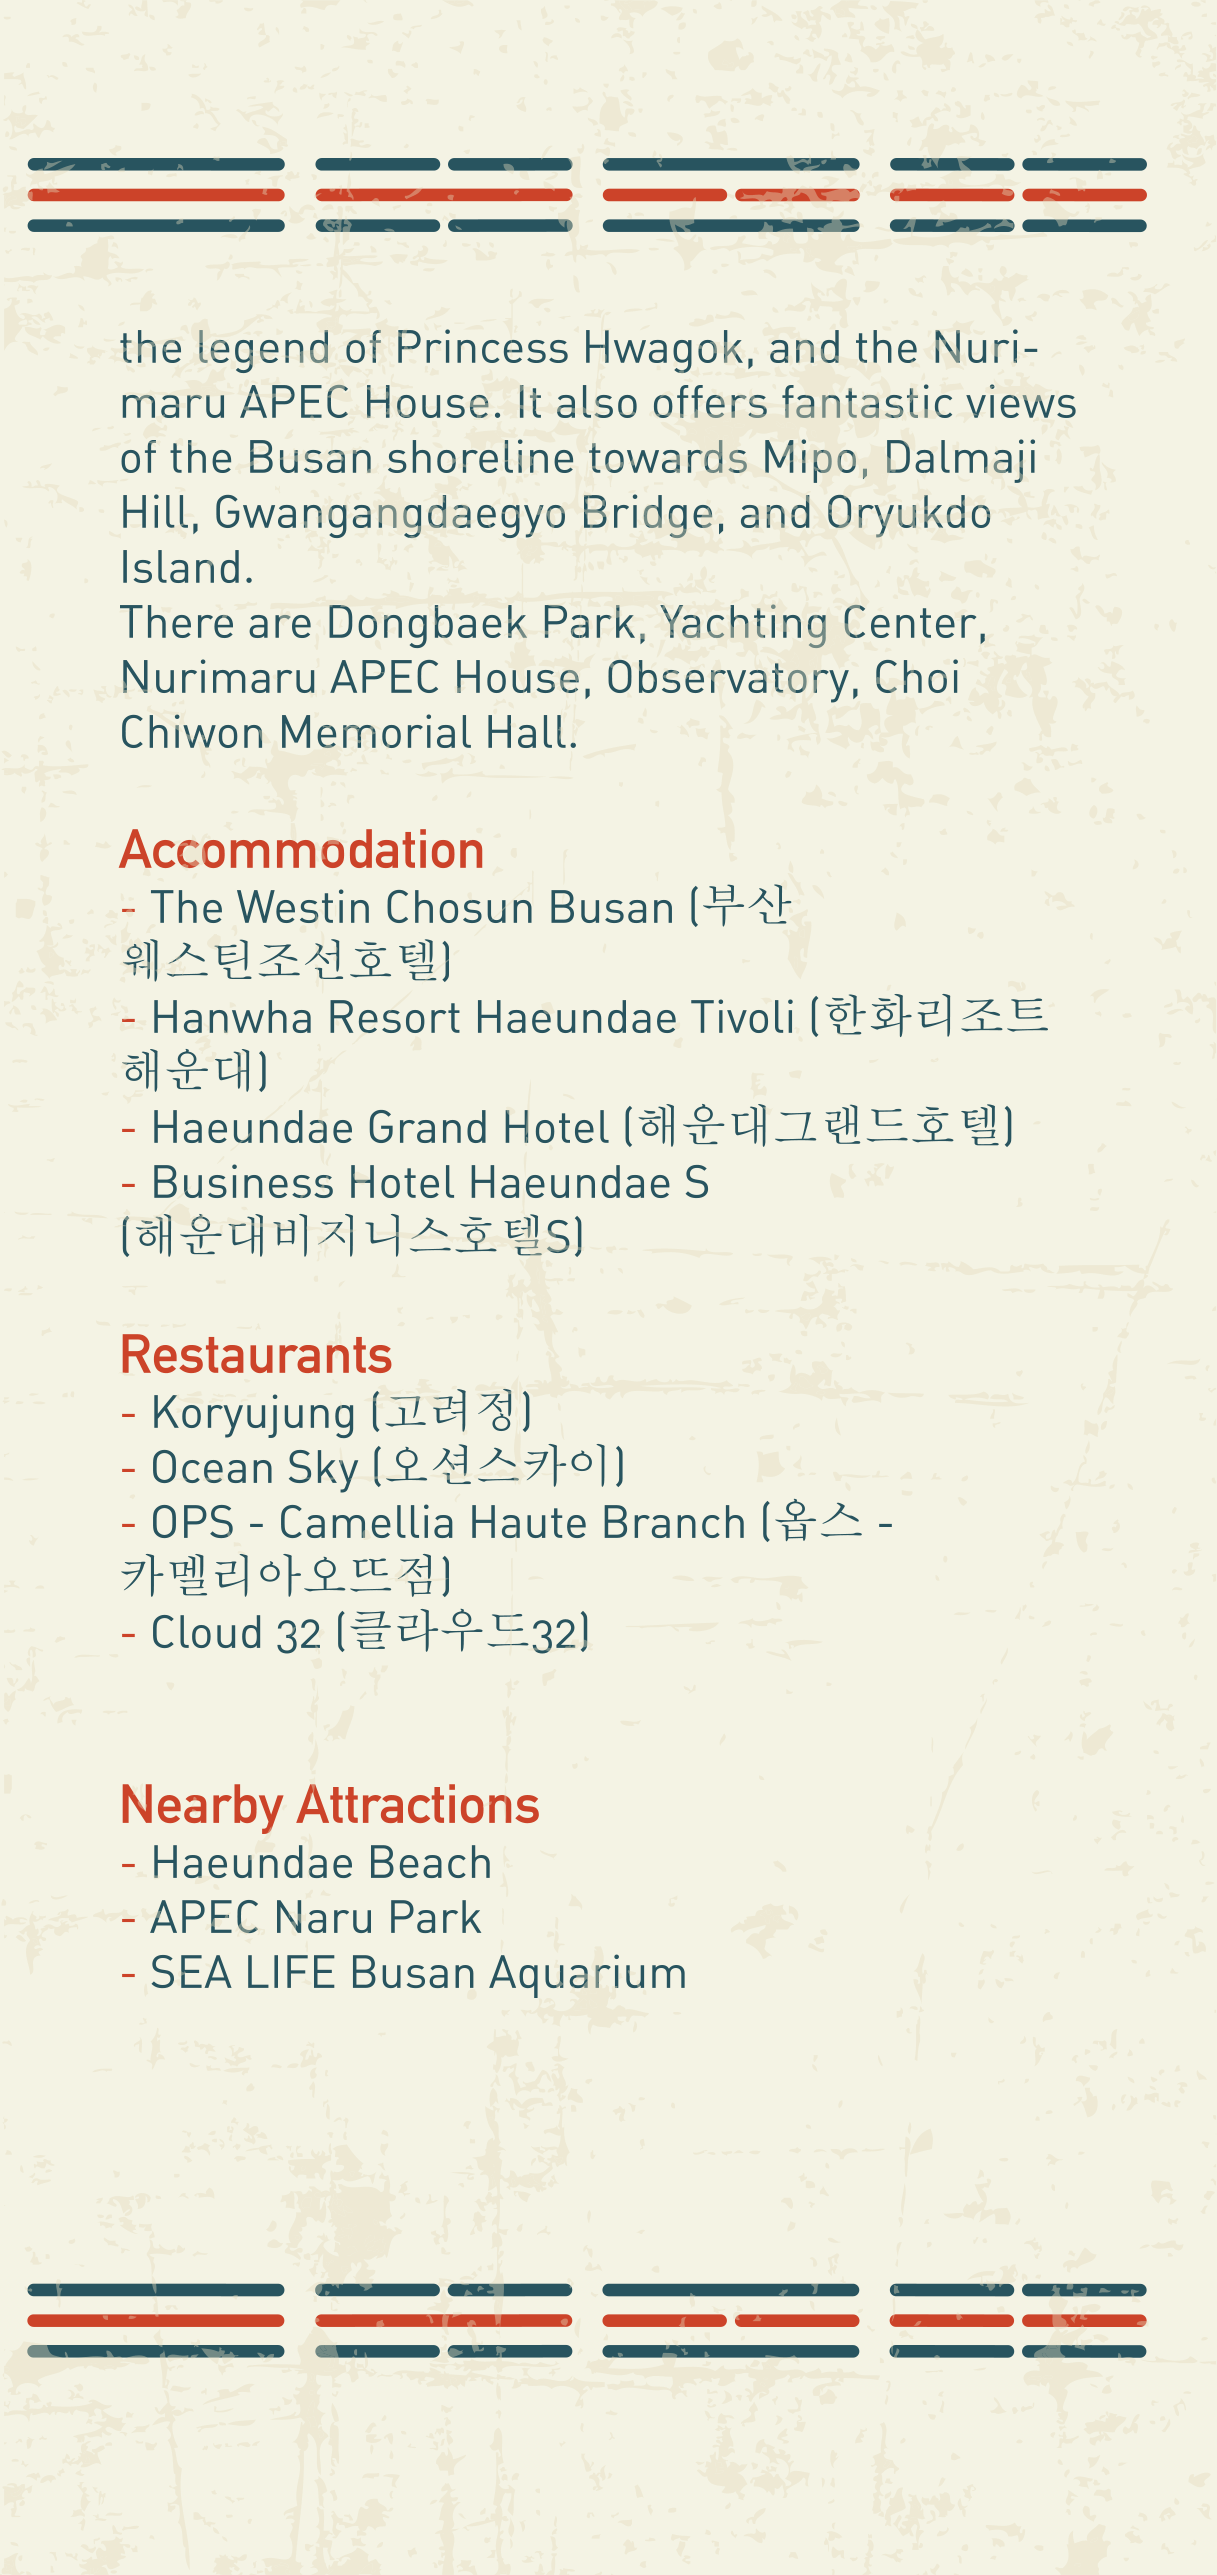 the legend of Princess Hwagok, and the Nuri-
maru APEC House. It also offers fantastic views
of the Busan shoreline towards Mipo, Dalmaji
Hill, Gwangangdaegyo Bridge, and Oryukdo
Island.
There are Dongbaek Park, Yachting Center,
Nurimaru APEC House, Observatory, Choi
Chiwon Memorial Hall.
Accommodation
- The Westin Chosun Busan (부산
웨스틴조선호텔)
- Hanwha Resort Haeundae Tivoli (한화리조트
해운대)
- Haeundae Grand Hotel (해운대그랜드호텔)
- Business Hotel Haeundae S
(해운대비지니스호텔S)
Restaurants
- Koryujung (고려정)
- Ocean Sky (오션스카이)
- OPS - Camellia Haute Branch (옵스 -
카멜리아오뜨점)
- Cloud 32 (클라우드32)
Nearby Attractions
- Haeundae Beach
- APEC Naru Park
- SEA LIFE Busan Aquarium